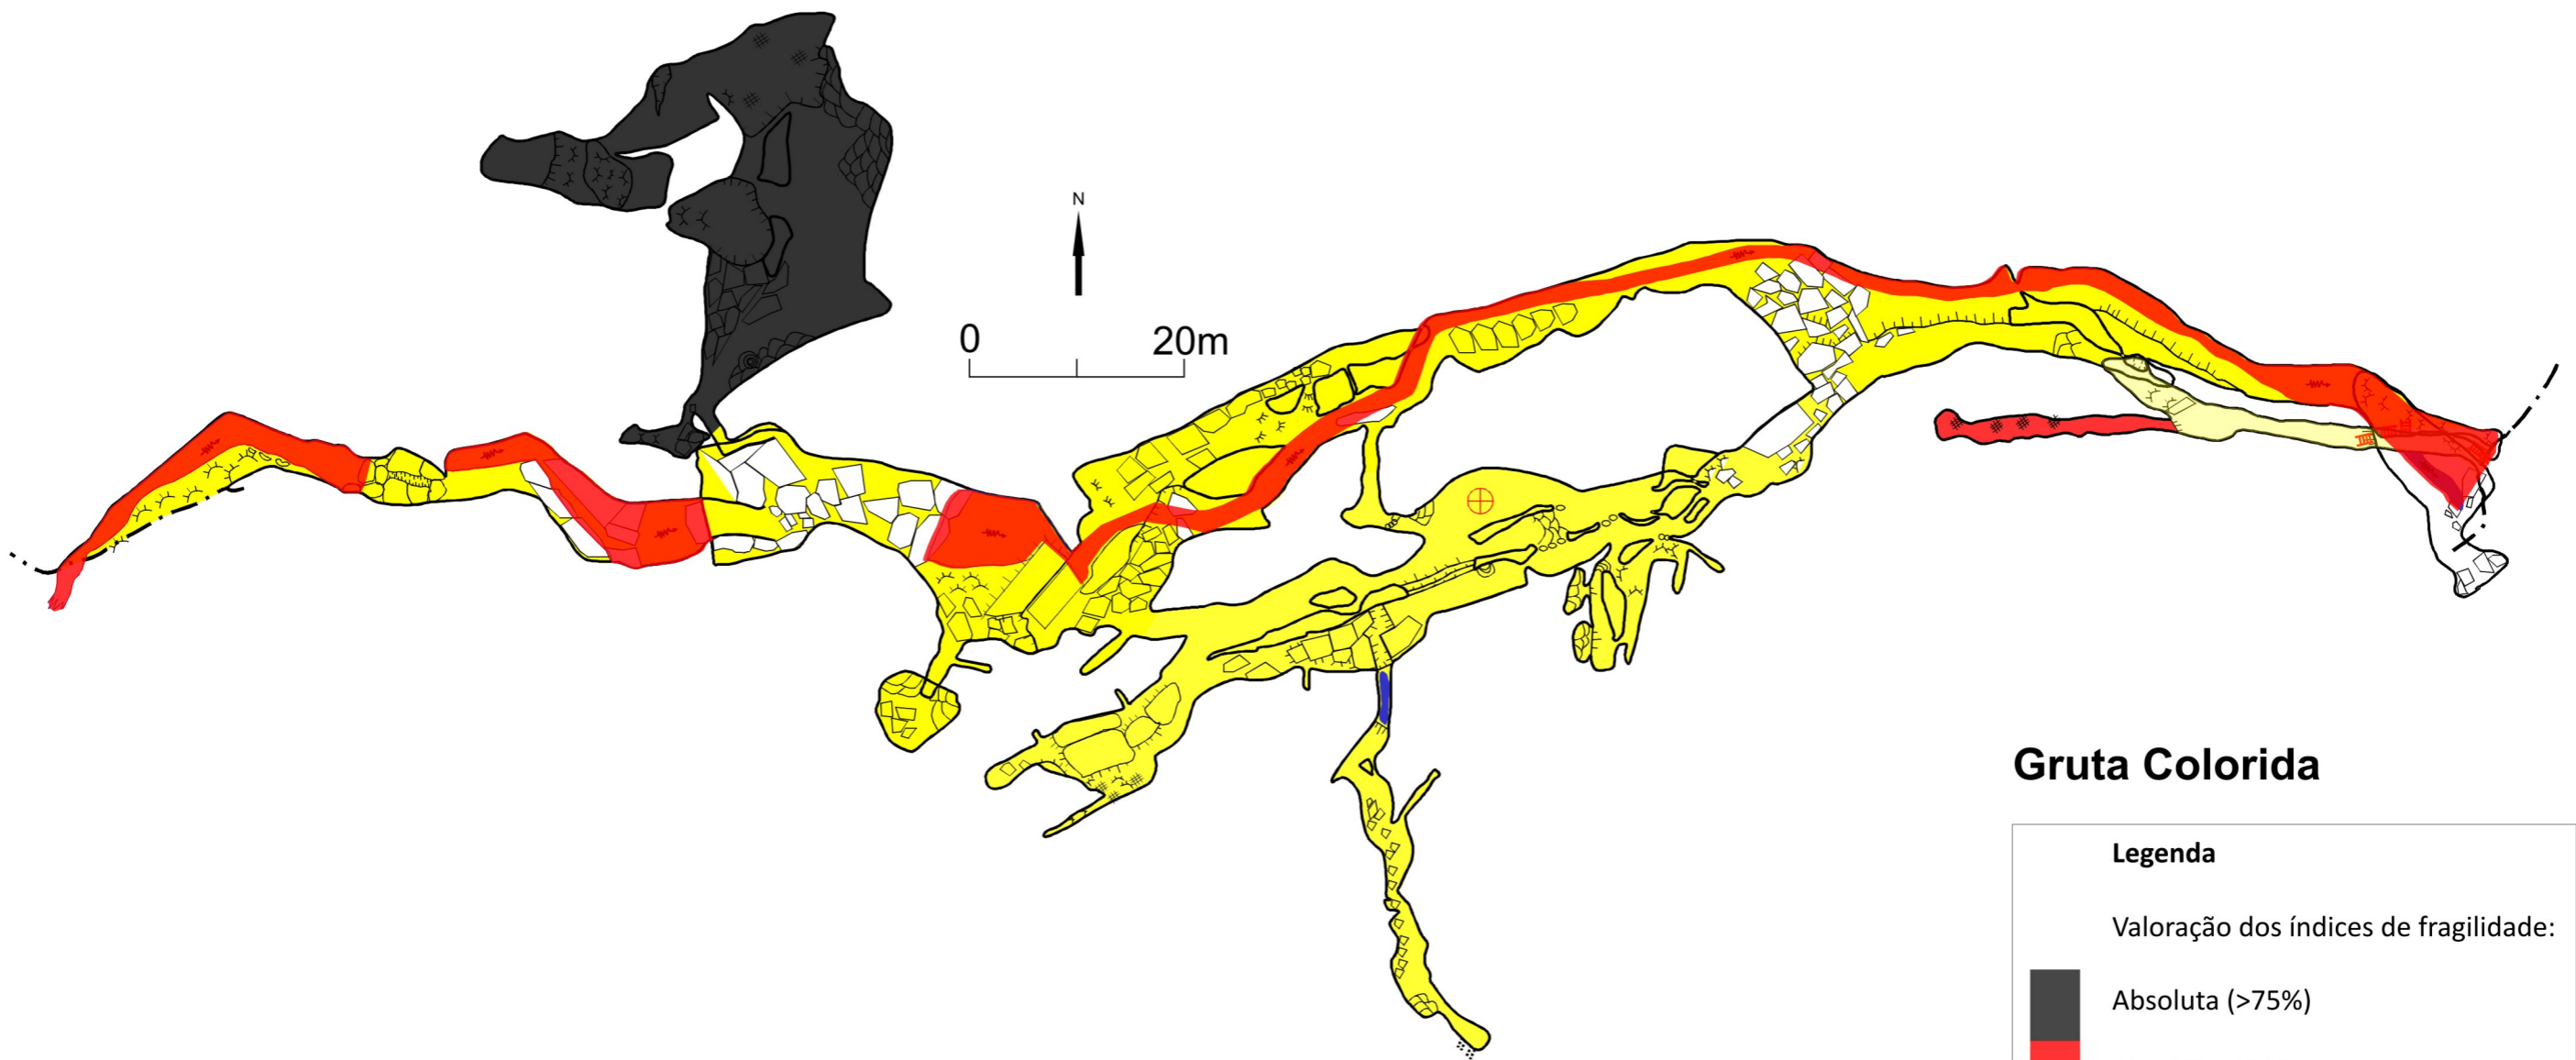 N
0 20m
Gruta Colorida
Legenda
Valoração dos índices de fragilidade:
Absoluta (>75%)